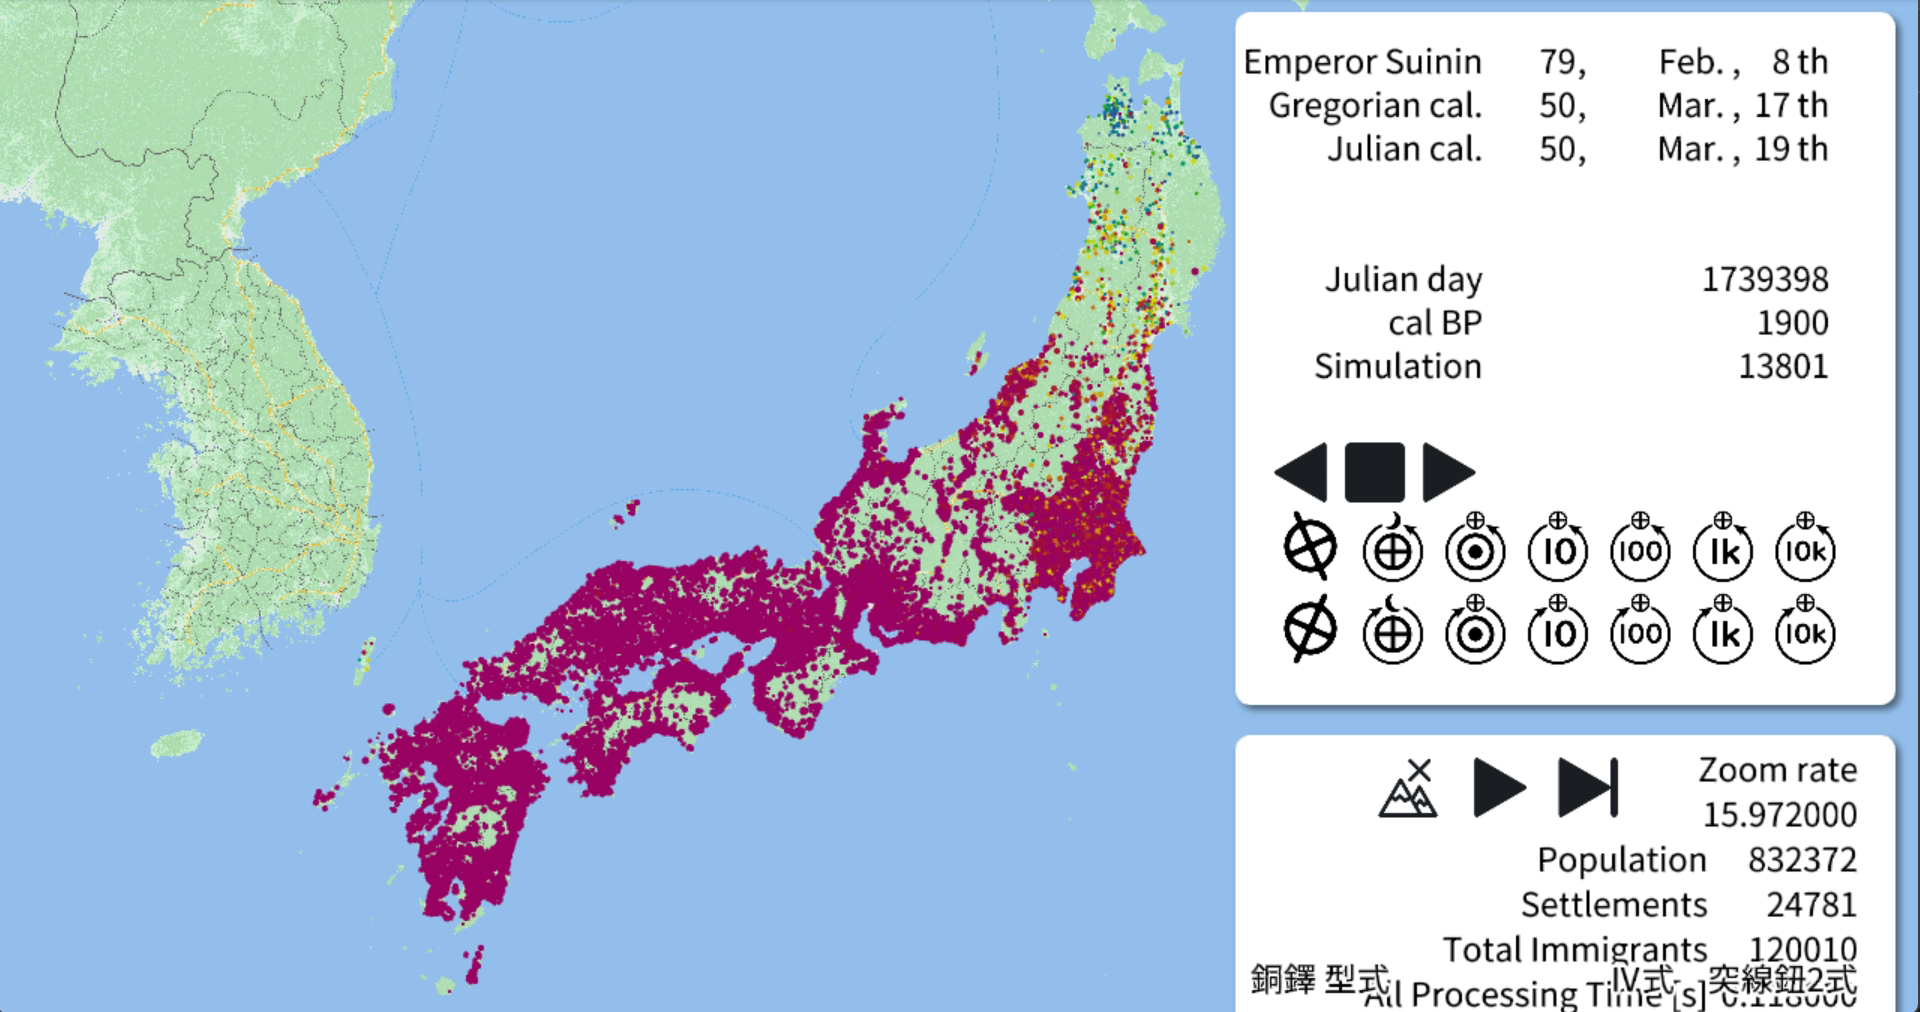 Emperor Suinin 79, Feb. , 8 th
Gregorian cal. 50, Mar. , 17 th
Julian cal. 50, Mar. , 19 th
Julian day 1739398
cal BP 1900
Simulation 13801
10 100 1k 10k
10 100 1k 10k
Zoom rate
15.972000
Population 832372
Settlements 24781
Total Immigrants 120010
銅鐸 型式 Ⅳ式 突線鈕2式
All Processing Time [s] 0.118000